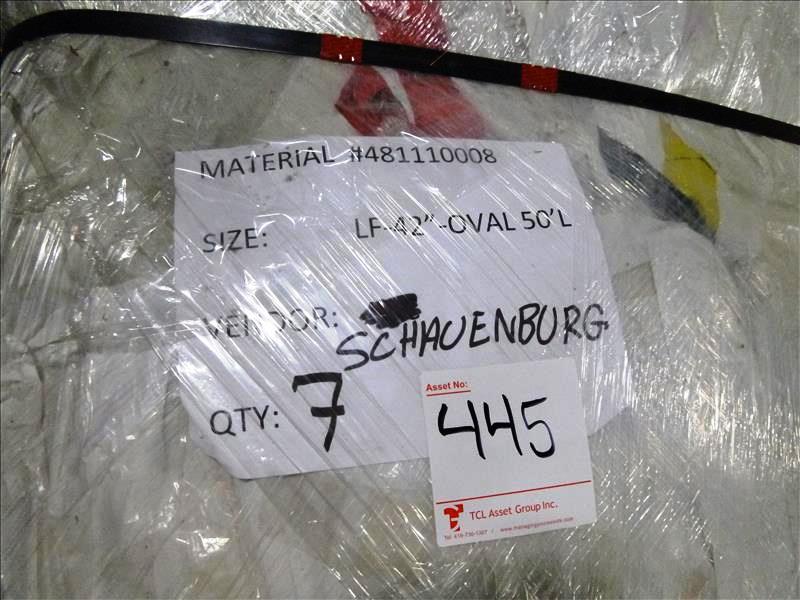 MATERIAL #481110008
SIZE: LF-42"-OVAL 50'L
VENDOR: SCHAUENBURG
QTY: 7
Asset No:
445
TCL Asset Group Inc.